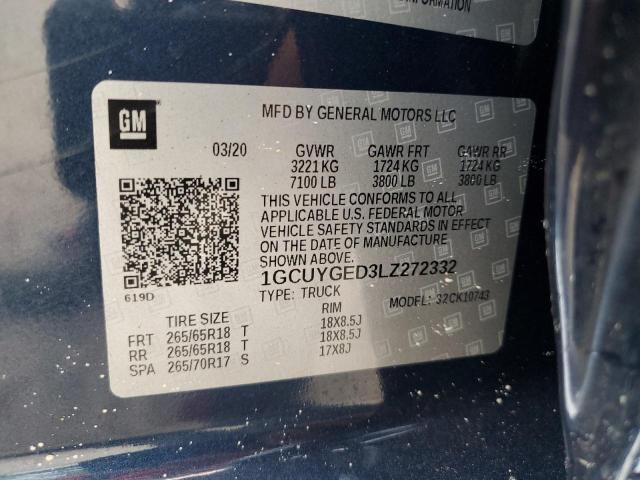 INFORMATION
GM
MFD BY GENERAL MOTORS LLC
03/20 GVWR GAWR FRT GAWR RR
3221 KG 1724 KG 1724 KG
7100 LB 3800 LB 3800 LB
THIS VEHICLE CONFORMS TO ALL
APPLICABLE U.S. FEDERAL MOTOR
VEHICLE SAFETY STANDARDS IN EFFECT
ON THE DATE OF MANUFACTURE
SHOWN ABOVE.
1GCUYGED3LZ272332
619D
TYPE: TRUCK MODEL: 32CK10743
TIRE SIZE RIM
FRT 265/65R18 T 18X8.5J
RR 265/65R18 T 18X8.5J
SPA 265/70R17 S 17X8J